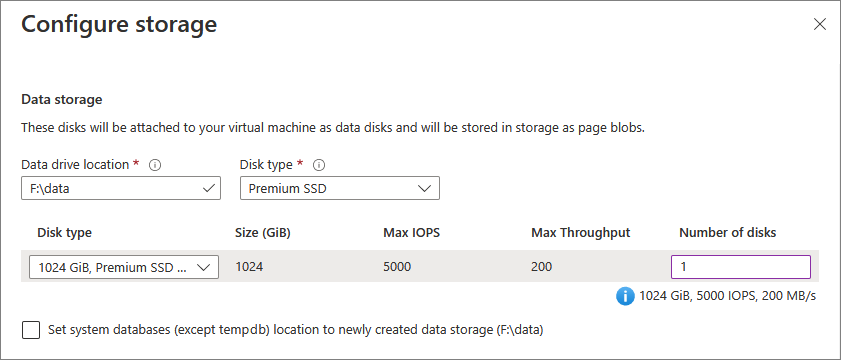 Configure storage
Data storage
These disks will be attached to your virtual machine as data disks and will be stored in storage as page blobs.
Data drive location * Disk type *
F:\data Premium SSD
Disk type Size (GiB) Max IOPS Max Throughput Number of disks
1024 GiB, Premium SSD ... 1024 5000 200 1
1024 GiB, 5000 IOPS, 200 MB/s
Set system databases (except tempdb) location to newly created data storage (F:\data)